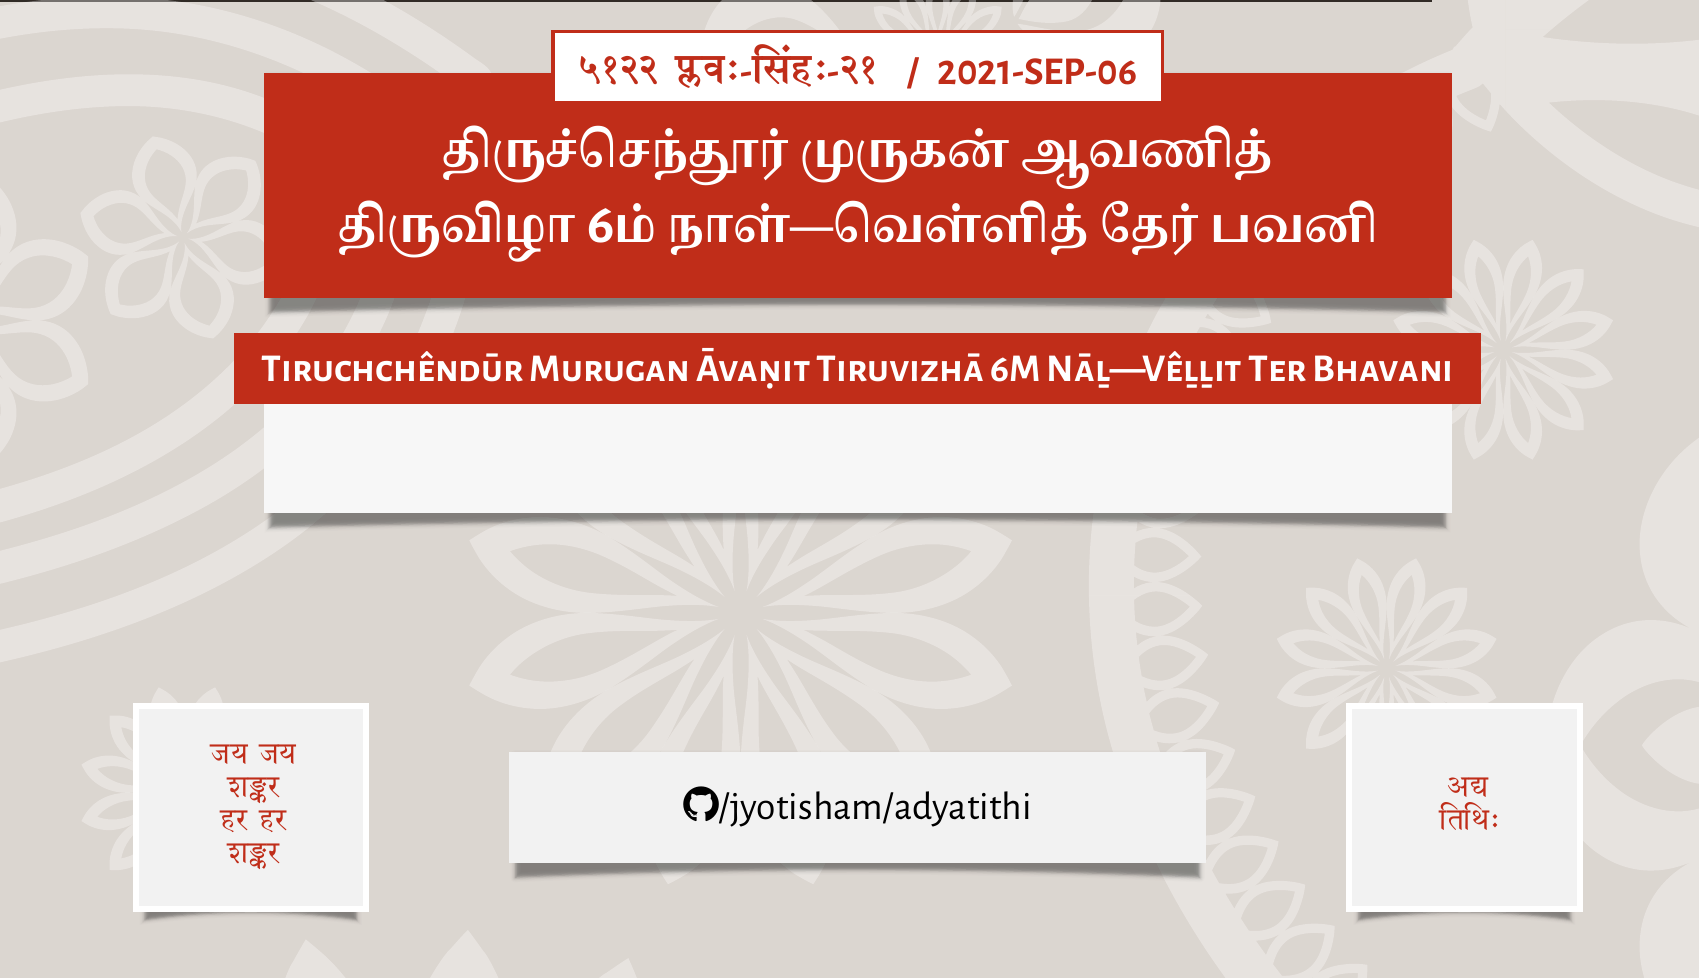 ५१२२ प्लवः-सिंहः-२१ / 2021-SEP-06
திருச்செந்தூர் முருகன் ஆவணித்
திருவிழா 6ம் நாள்—வெள்ளித் தேர் பவனி
Tiruchchêndūr Murugan Āvaṇit Tiruvizhā 6m Nāḻ—Vêḻḻit Ter Bhavani
जय जय
शङ्कर
हर हर
शङ्कर
/jyotisham/adyatithi
अद्य
तिथिः